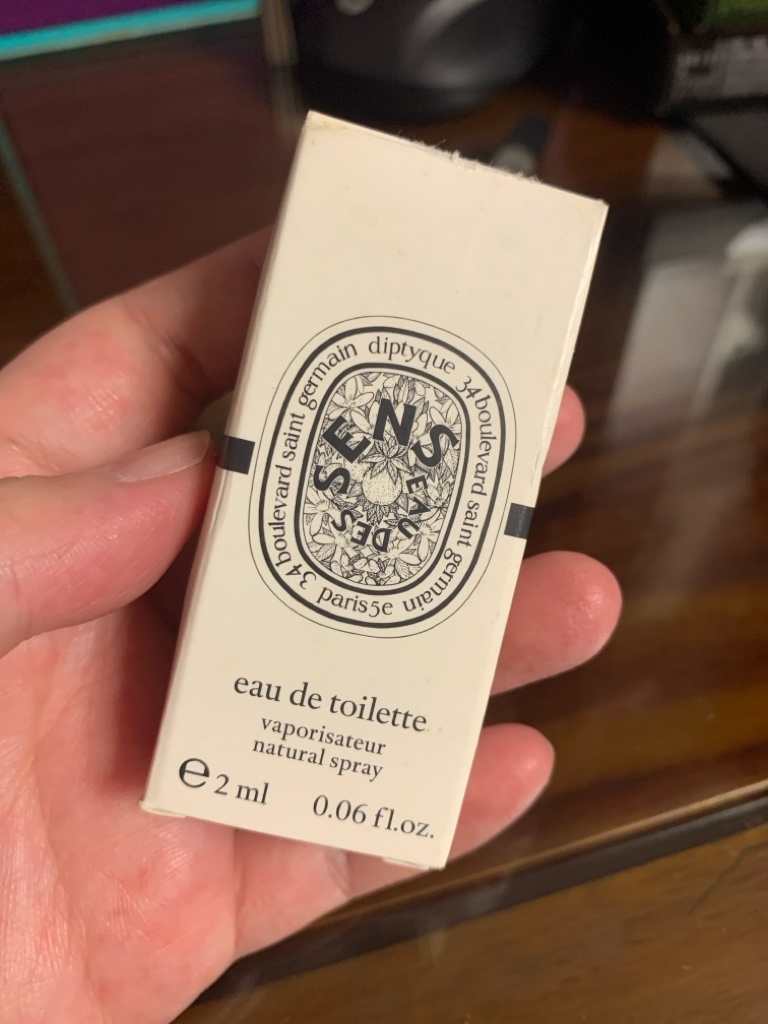 diptyque 34 boulevard saint germain paris5e 34 boulevard saint germain
EAU DES SENS
eau de toilette
vaporisateur
natural spray
℮ 2 ml 0.06 fl.oz.